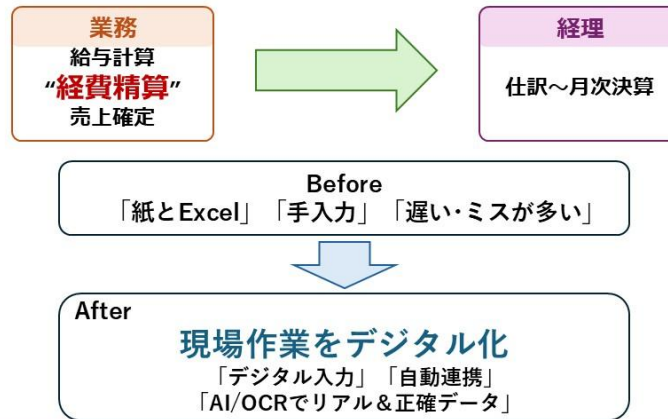 業務
給与計算
“経費精算”
売上確定
経理
仕訳～月次決算
Before
「紙とExcel」「手入力」「遅い・ミスが多い」
After
現場作業をデジタル化
「デジタル入力」「自動連携」
「AI/OCRでリアル＆正確データ」